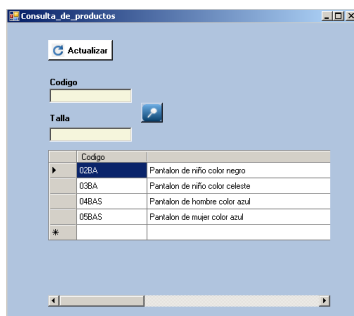 Consulta_de_productos
Actualizar
Codigo
Talla
Codigo
02BA Pantalon de niño color negro
03BA Pantalon de niño color celeste
04BAS Pantalon de hombre color azul
05BAS Pantalon de mujer color azul